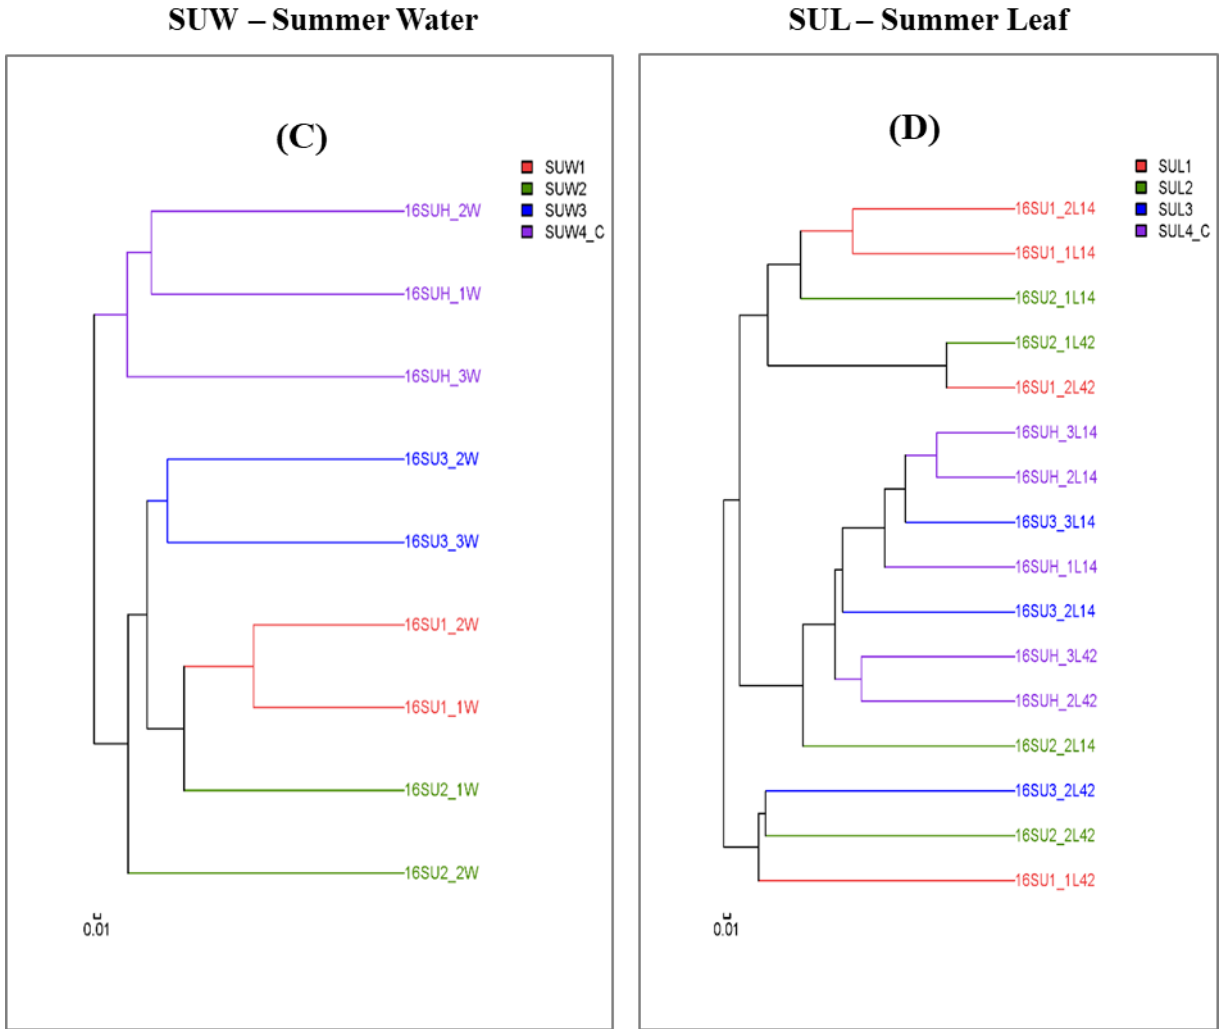 SUW – Summer Water
(C)
SUW1
SUW2
SUW3
SUW4_C
16SUH_2W
16SUH_1W
16SUH_3W
16SU3_2W
16SU3_3W
16SU1_2W
16SU1_1W
16SU2_1W
16SU2_2W
0.01
SUL – Summer Leaf
(D)
SUL1
SUL2
SUL3
SUL4_C
16SU1_2L14
16SU1_1L14
16SU2_1L14
16SU2_1L42
16SU1_2L42
16SUH_3L14
16SUH_2L14
16SU3_3L14
16SUH_1L14
16SU3_2L14
16SUH_3L42
16SUH_2L42
16SU2_2L14
16SU3_2L42
16SU2_2L42
16SU1_1L42
0.01